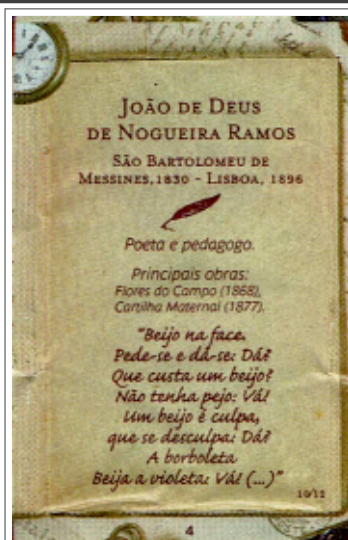 JOÃO DE DEUS
DE NOGUEIRA RAMOS
SÃO BARTOLOMEU DE
MESSINES, 1830 - LISBOA, 1896
Poeta e pedagogo.
Principais obras:
Flores do Campo (1868),
Cartilha Maternal (1877).
"Beijo na face.
Pede-se e dá-se: Dá?
Que custa um beijo?
Não tenha pejo: Vá!
Um beijo é culpa,
que se desculpa: Dá?
A borboleta
Beija a violeta: Vá! (...)"
10/12
4